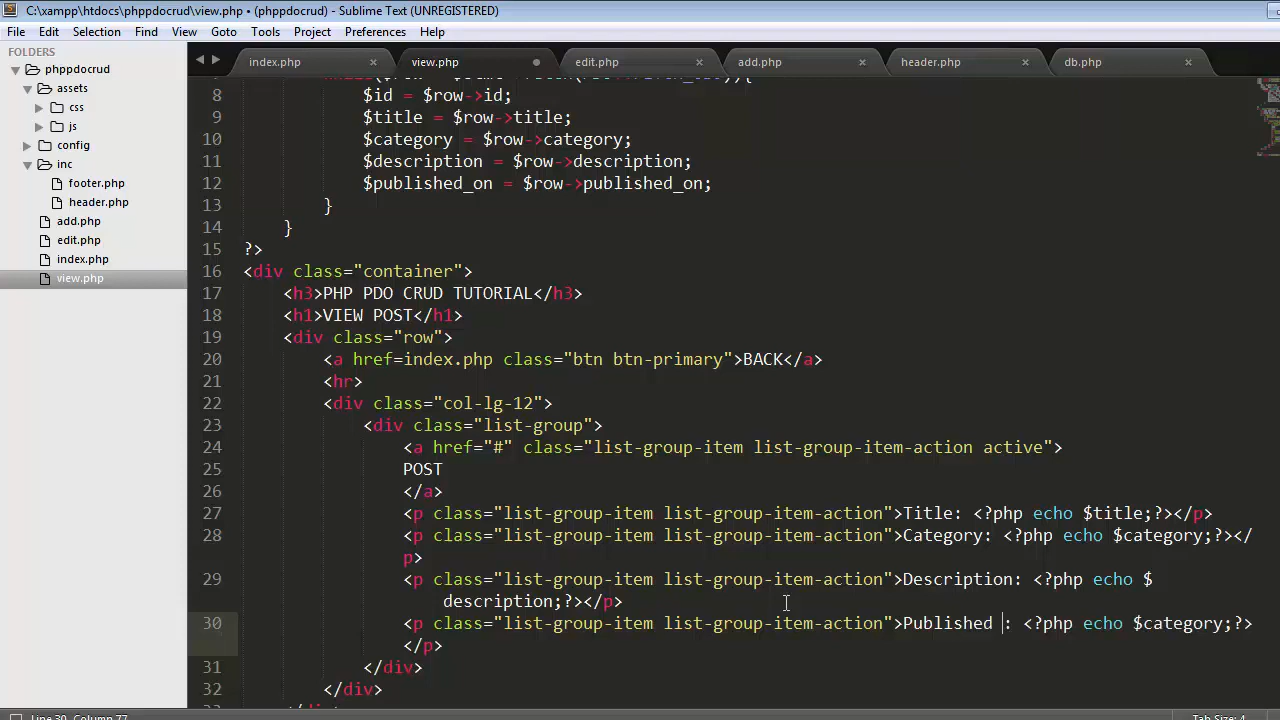 C:\xampp\htdocs\phppdocrud\view.php • (phppdocrud) - Sublime Text (UNREGISTERED)
File Edit Selection Find View Goto Tools Project Preferences Help
FOLDERS
phppdocrud
assets
css
js
config
inc
footer.php
header.php
add.php
edit.php
index.php
view.php
index.php view.php edit.php add.php header.php db.php
8 $id = $row->id;
9 $title = $row->title;
10 $category = $row->category;
11 $description = $row->description;
12 $published_on = $row->published_on;
13 }
14 }
15 ?>
16 <div class="container">
17 <h3>PHP PDO CRUD TUTORIAL</h3>
18 <h1>VIEW POST</h1>
19 <div class="row">
20 <a href=index.php class="btn btn-primary">BACK</a>
21 <hr>
22 <div class="col-lg-12">
23 <div class="list-group">
24 <a href="#" class="list-group-item list-group-item-action active">
25 POST
26 </a>
27 <p class="list-group-item list-group-item-action">Title: <?php echo $title;?></p>
28 <p class="list-group-item list-group-item-action">Category: <?php echo $category;?></
p>
29 <p class="list-group-item list-group-item-action">Description: <?php echo $
description;?></p>
30 <p class="list-group-item list-group-item-action">Published : <?php echo $category;?>
</p>
31 </div>
32 </div>
Line 30, Column 77
Tab Size: 4